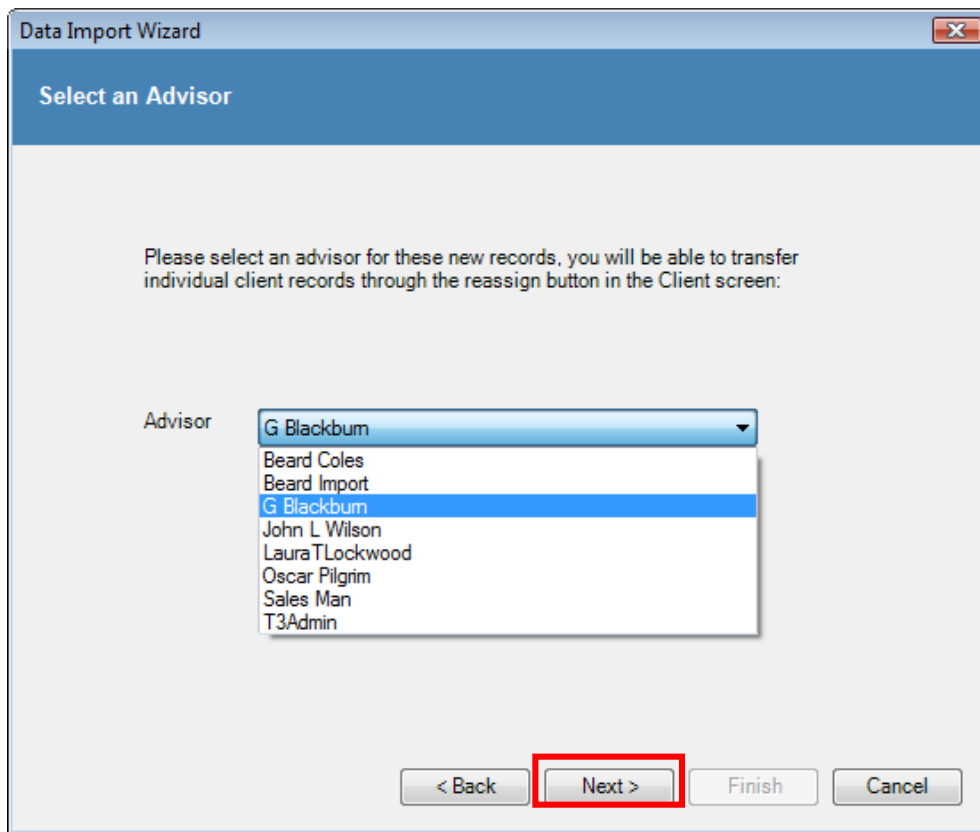 Data Import Wizard
Select an Advisor
Please select an advisor for these new records, you will be able to transfer
individual client records through the reassign button in the Client screen:
Advisor
G Blackburn
Beard Coles
Beard Import
G Blackburn
John L Wilson
LauraTLockwood
Oscar Pilgrim
Sales Man
T3Admin
< Back Next > Finish Cancel